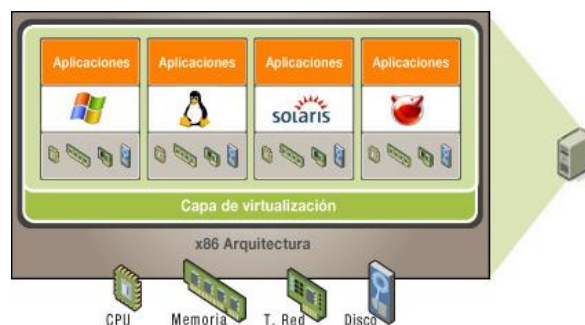 Aplicaciones Aplicaciones Aplicaciones Aplicaciones
solaris
Capa de virtualización
x86 Arquitectura
CPU Memoria T. Red Disco